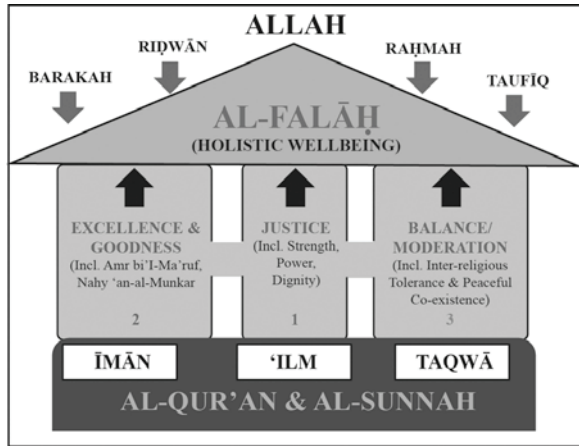 ALLAH
RIḌWĀN
RAḤMAH
BARAKAH
TAUFĪQ
AL-FALĀḤ
(HOLISTIC WELLBEING)
EXCELLENCE &
GOODNESS
(Incl. Amr bi'I-Ma'ruf,
Nahy 'an-al-Munkar
2
JUSTICE
(Incl. Strength,
Power,
Dignity)
1
BALANCE/
MODERATION
(Incl. Inter-religious
Tolerance & Peaceful
Co-existence)
3
ĪMĀN
‘ILM
TAQWĀ
AL-QUR’AN & AL-SUNNAH